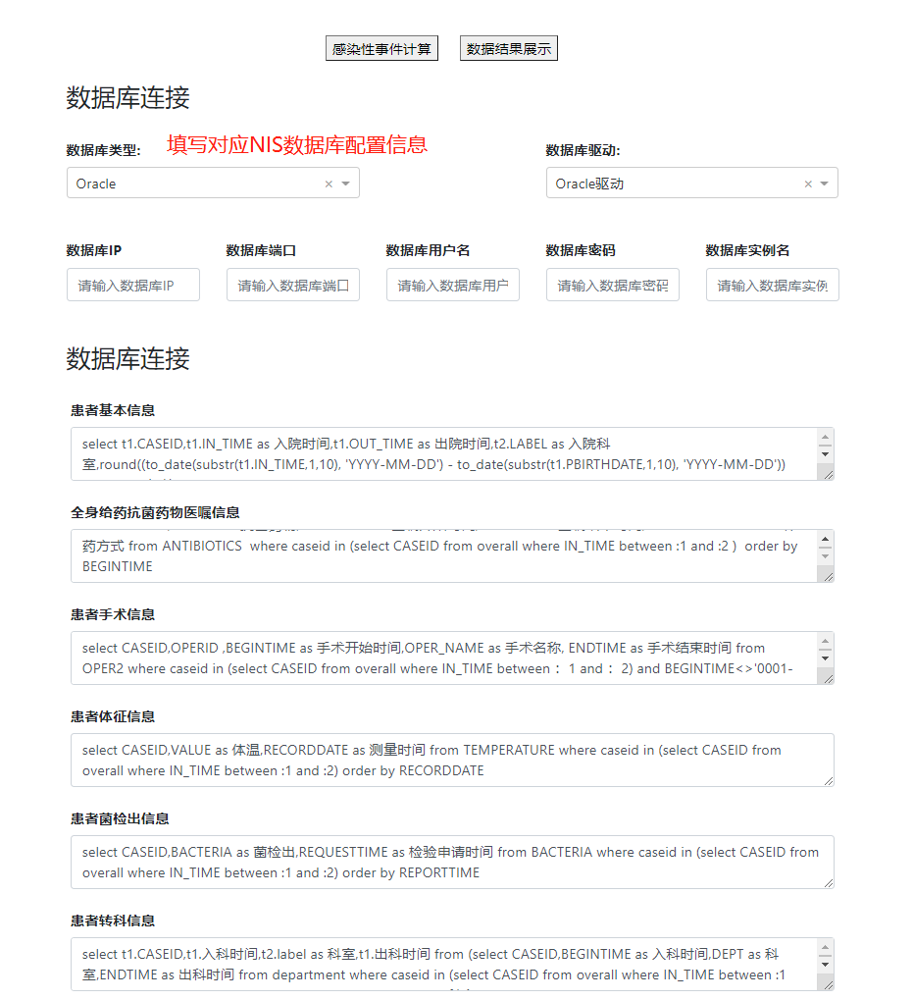 感染性事件计算 数据结果展示
数据库连接
数据库类型: 填写对应NIS数据库配置信息 数据库驱动:
Oracle × Oracle驱动 ×
数据库IP 数据库端口 数据库用户名 数据库密码 数据库实例名
请输入数据库IP 请输入数据库端口 请输入数据库用户 请输入数据库密码 请输入数据库实例
数据库连接
患者基本信息
select t1.CASEID,t1.IN_TIME as 入院时间,t1.OUT_TIME as 出院时间,t2.LABEL as 入院科
室,round((to_date(substr(t1.IN_TIME,1,10), 'YYYY-MM-DD') - to_date(substr(t1.PBIRTHDATE,1,10), 'YYYY-MM-DD'))
全身给药抗菌药物医嘱信息
药方式 from ANTIBIOTICS  where caseid in (select CASEID from overall where IN_TIME between :1 and :2 )  order by
BEGINTIME
患者手术信息
select CASEID,OPERID ,BEGINTIME as 手术开始时间,OPER_NAME as 手术名称, ENDTIME as 手术结束时间 from
OPER2 where caseid in (select CASEID from overall where IN_TIME between ：1 and ：2) and BEGINTIME<>'0001-
患者体征信息
select CASEID,VALUE as 体温,RECORDDATE as 测量时间 from TEMPERATURE where caseid in (select CASEID from
overall where IN_TIME between :1 and :2) order by RECORDDATE
患者菌检出信息
select CASEID,BACTERIA as 菌检出,REQUESTTIME as 检验申请时间 from BACTERIA where caseid in (select CASEID from
overall where IN_TIME between :1 and :2) order by REPORTTIME
患者转科信息
select t1.CASEID,t1.入科时间,t2.label as 科室,t1.出科时间 from (select CASEID,BEGINTIME as 入科时间,DEPT as 科
室,ENDTIME as 出科时间 from department where caseid in (select CASEID from overall where IN_TIME between :1